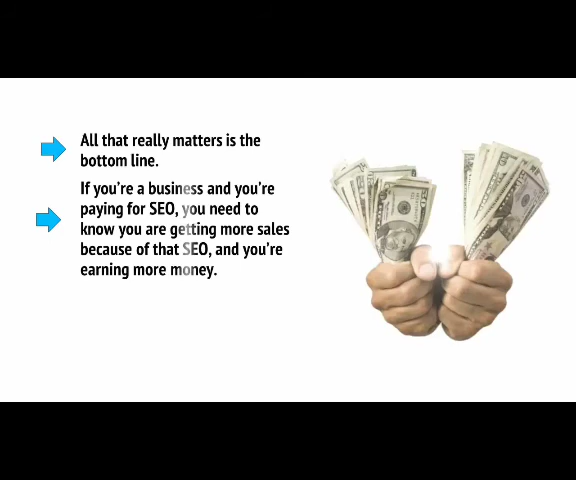 All that really matters is the
bottom line.
If you're a business and you're
paying for SEO, you need to
know you are getting more sales
because of that SEO, and you're
earning more money.